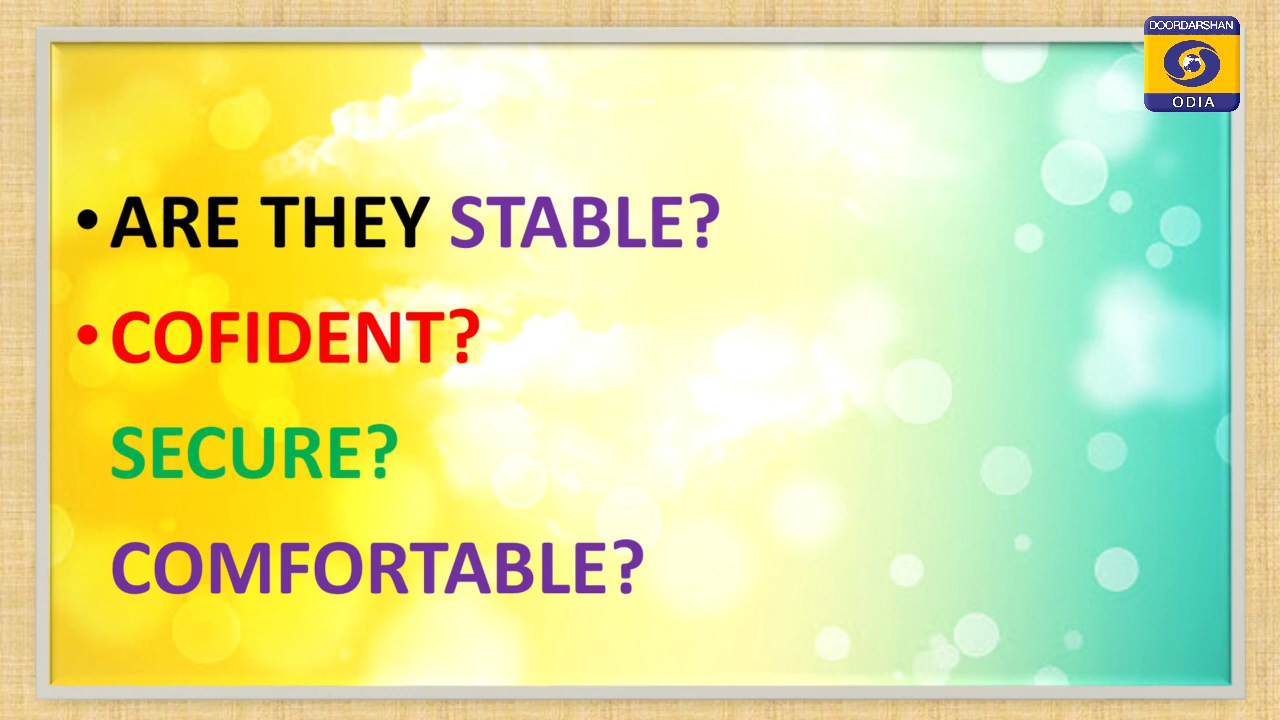 DOORDARSHAN
ODIA
• ARE THEY STABLE?
• COFIDENT?
SECURE?
COMFORTABLE?